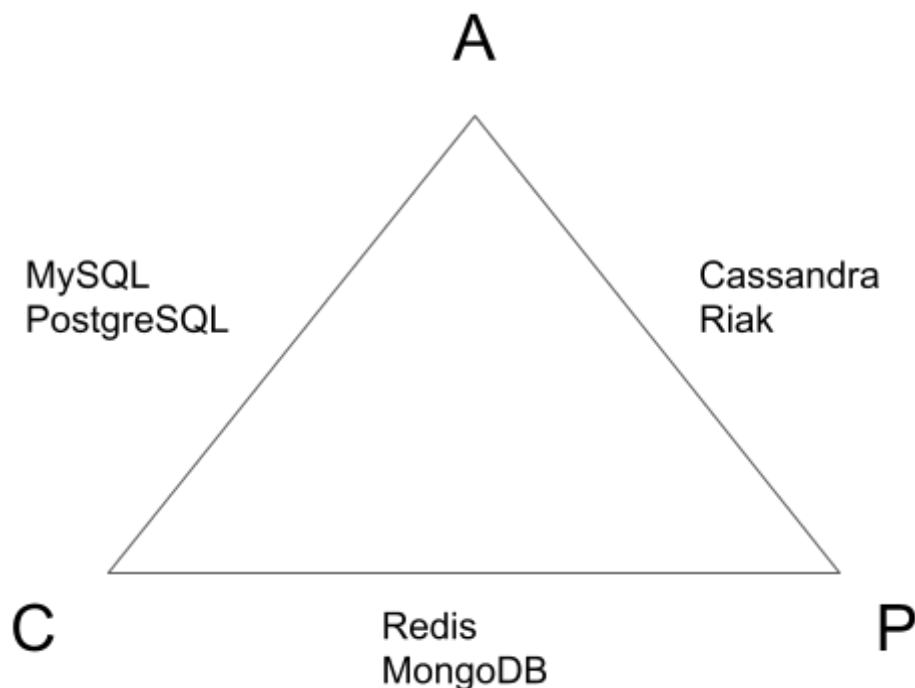 A
MySQL
PostgreSQL
Cassandra
Riak
C
Redis
MongoDB
P